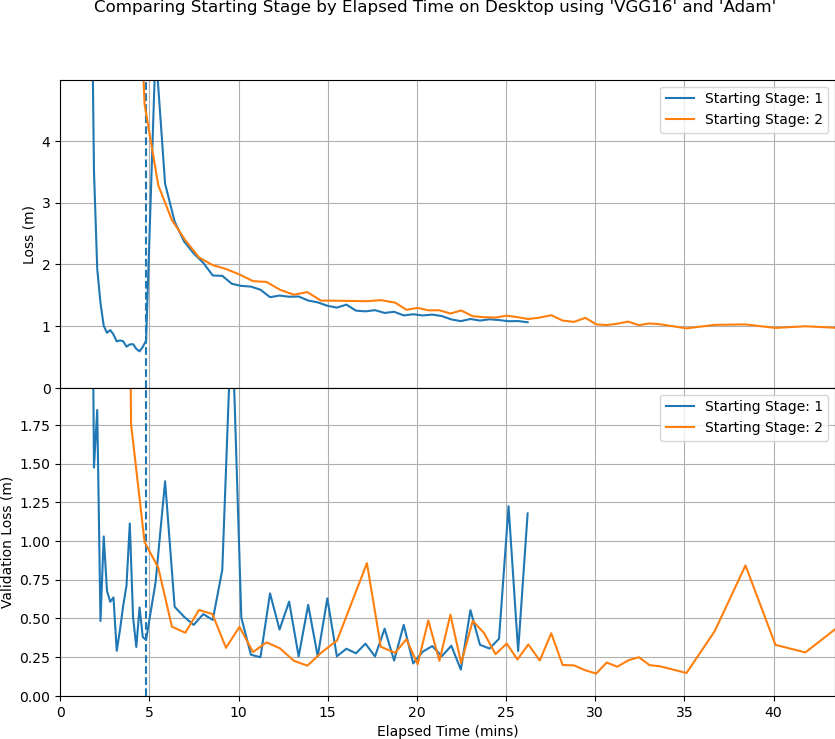 Comparing Starting Stage by Elapsed Time on Desktop using 'VGG16' and 'Adam'
Loss (m)
4
3
2
1
0
Starting Stage: 1
Starting Stage: 2
Validation Loss (m)
1.75
1.50
1.25
1.00
0.75
0.50
0.25
0.00
Starting Stage: 1
Starting Stage: 2
0 5 10 15 20 25 30 35 40
Elapsed Time (mins)